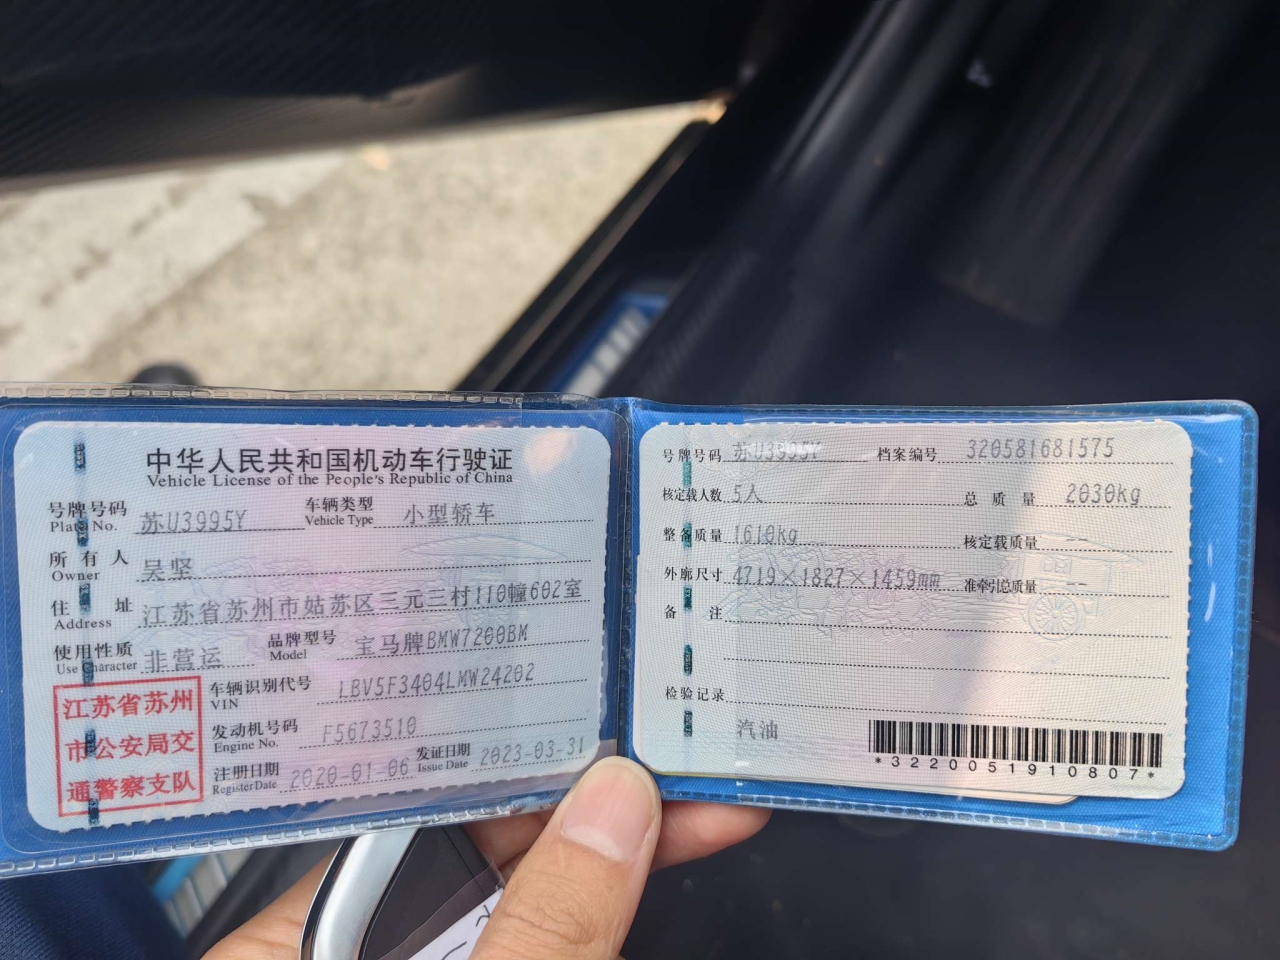 中华人民共和国机动车行驶证
Vehicle License of the People's Republic of China
号牌号码 苏U3995Y 车辆类型 小型轿车
Plate No. Vehicle Type
所有人 吴坚
Owner
住址 江苏省苏州市姑苏区三元三村110幢602室
Address
使用性质 非营运 品牌型号 宝马牌BMW7200BM
Use Character Model
江苏省苏州
市公安局交
通警察支队
车辆识别代号 LBV5F3404LMW24202
VIN
发动机号码 F5673510
Engine No.
注册日期 2020-01-06 发证日期 2023-03-31
Register Date Issue Date
号牌号码 苏U3995Y 档案编号 320581681575
核定载人数 5人 总质量 2030kg
整备质量 1610kg 核定载质量 --
外廓尺寸 4719×1827×1459mm 准牵引总质量 --
备注
检验记录
汽油
*3220051910807*